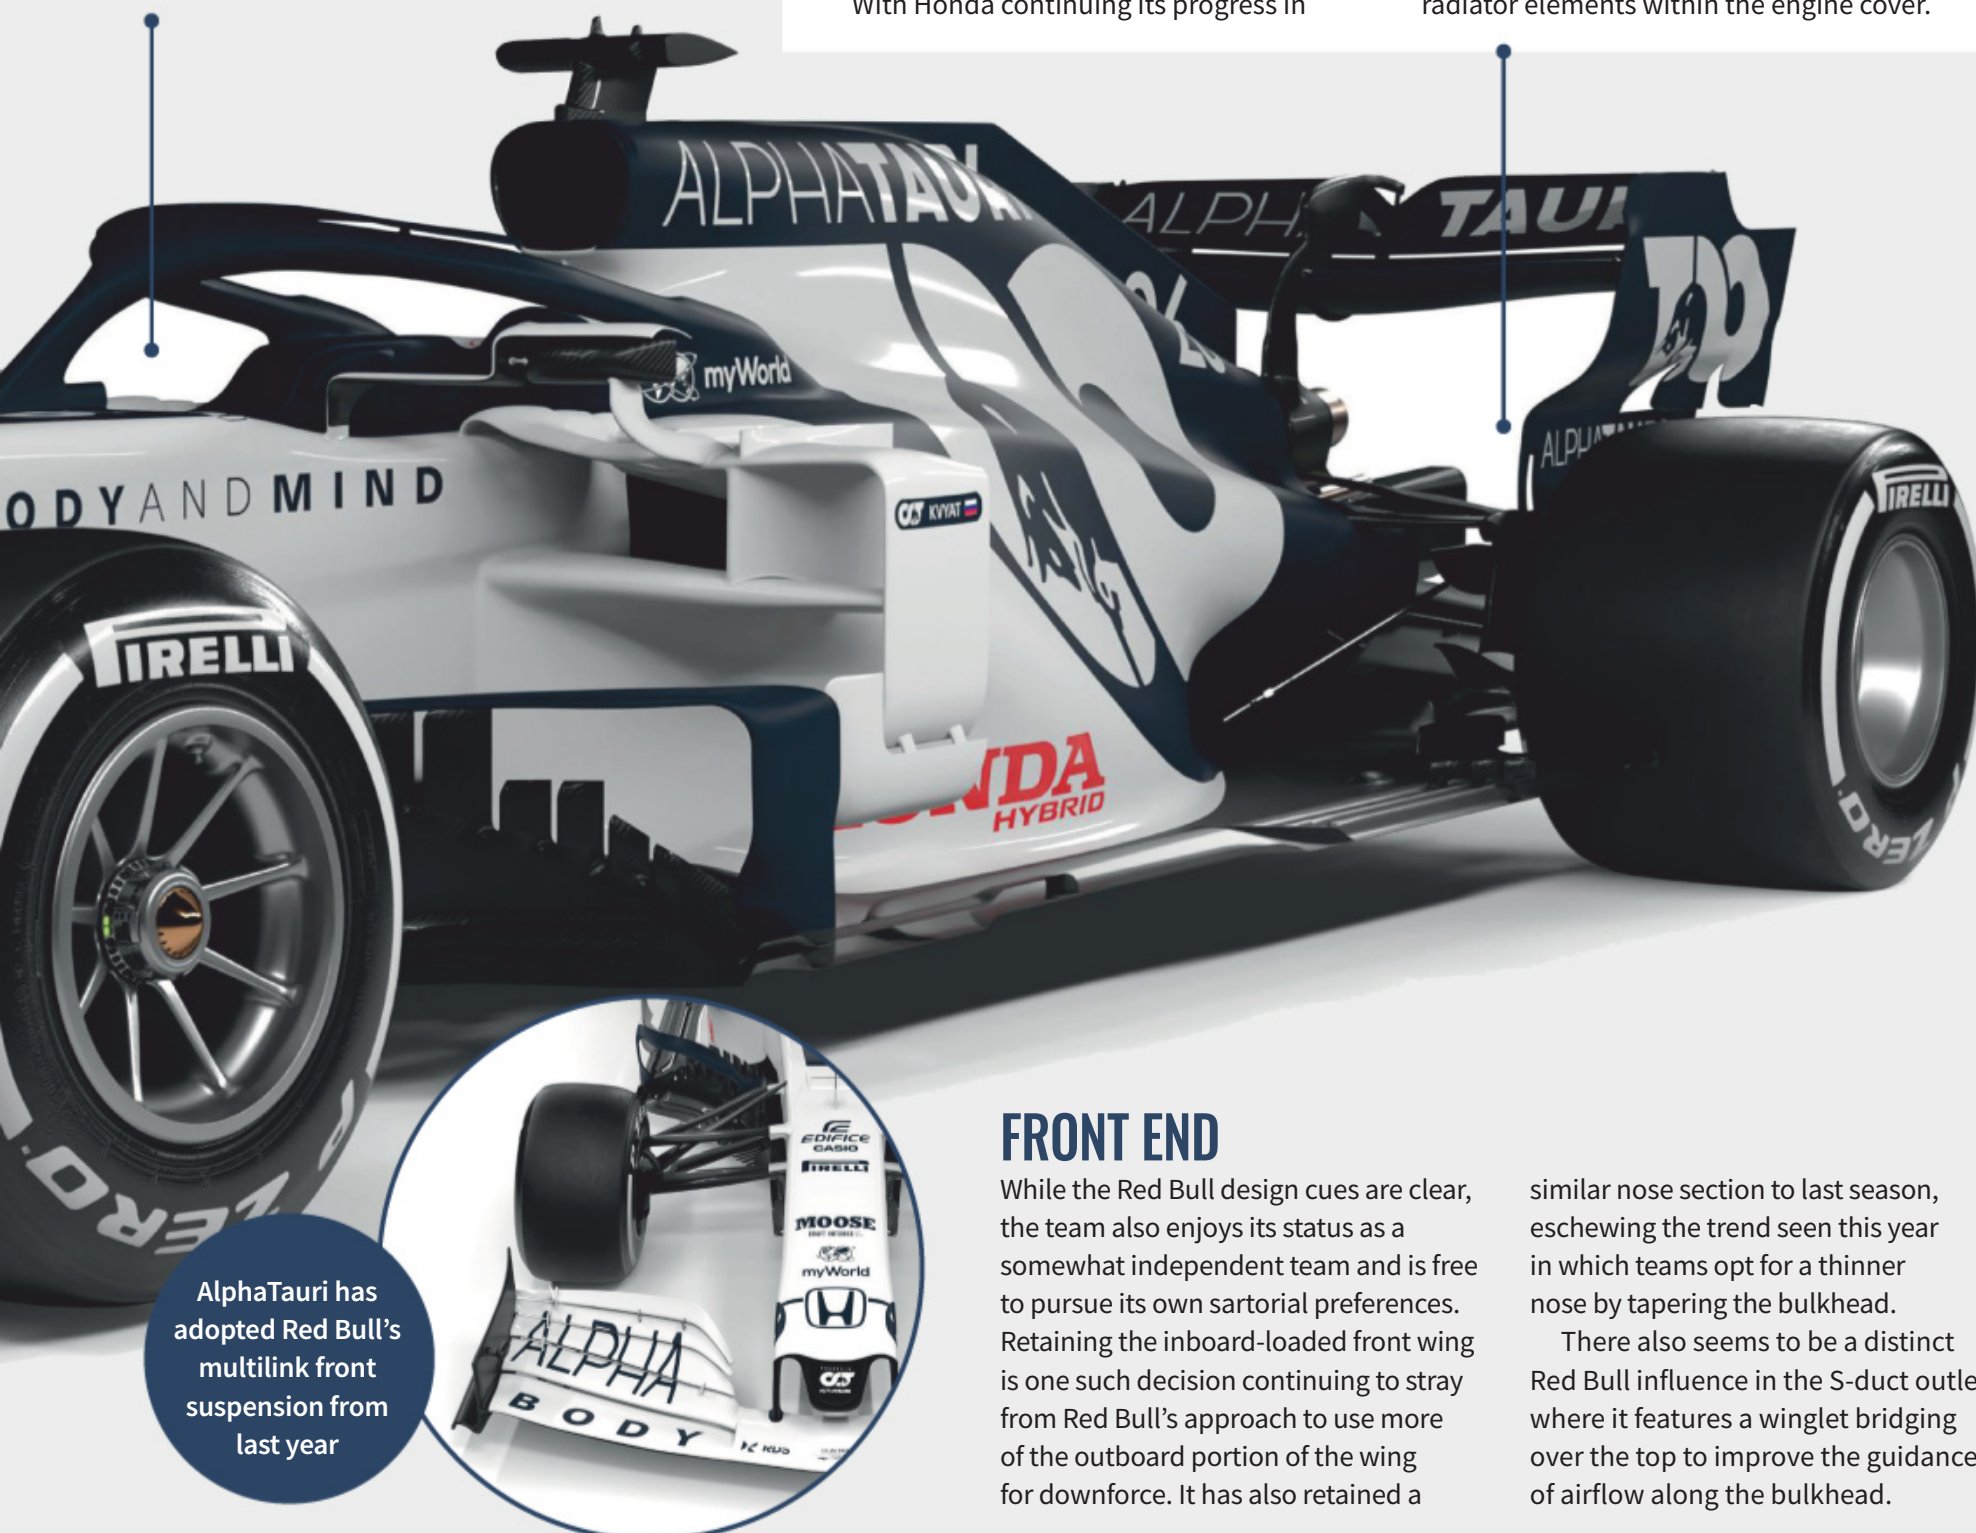 With Honda continuing its progress in
radiator elements within the engine cover.
ALPHATAURI
ALPHA TAURI
myWorld
ODYANDMIND
KVYAT
ALPHATAURI
PIRELLI
PIRELLI
HONDA
HYBRID
ZERO
P ZERO
EDIFICE
CASIO
PIRELLI
MOOSE
CRAFT
myWorld
ALPHA
BODY
RDS
AlphaTauri has
adopted Red Bull's
multilink front
suspension from
last year
FRONT END
While the Red Bull design cues are clear,
the team also enjoys its status as a
somewhat independent team and is free
to pursue its own sartorial preferences.
Retaining the inboard-loaded front wing
is one such decision continuing to stray
from Red Bull's approach to use more
of the outboard portion of the wing
for downforce. It has also retained a
similar nose section to last season,
eschewing the trend seen this year
in which teams opt for a thinner
nose by tapering the bulkhead.
There also seems to be a distinct
Red Bull influence in the S-duct outle
where it features a winglet bridging
over the top to improve the guidance
of airflow along the bulkhead.